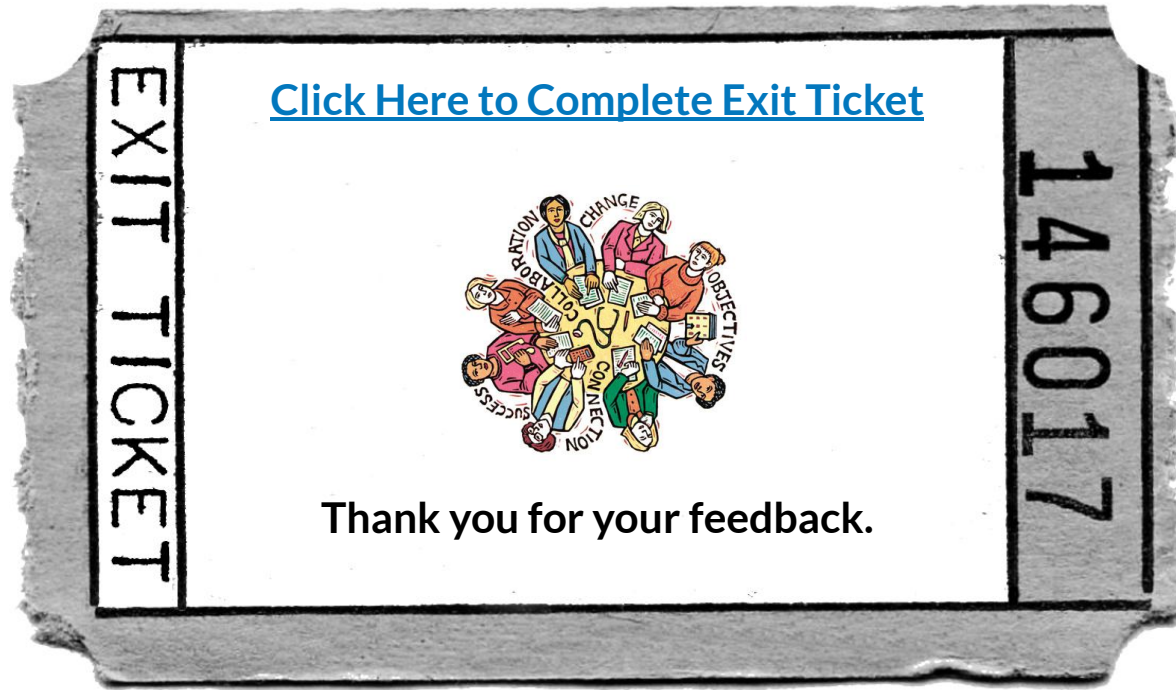 EXIT TICKET
Click Here to Complete Exit Ticket
COLLABORATION
CHANGE
OBJECTIVES
CONNECTION
SUCCESS
Thank you for your feedback.
146017